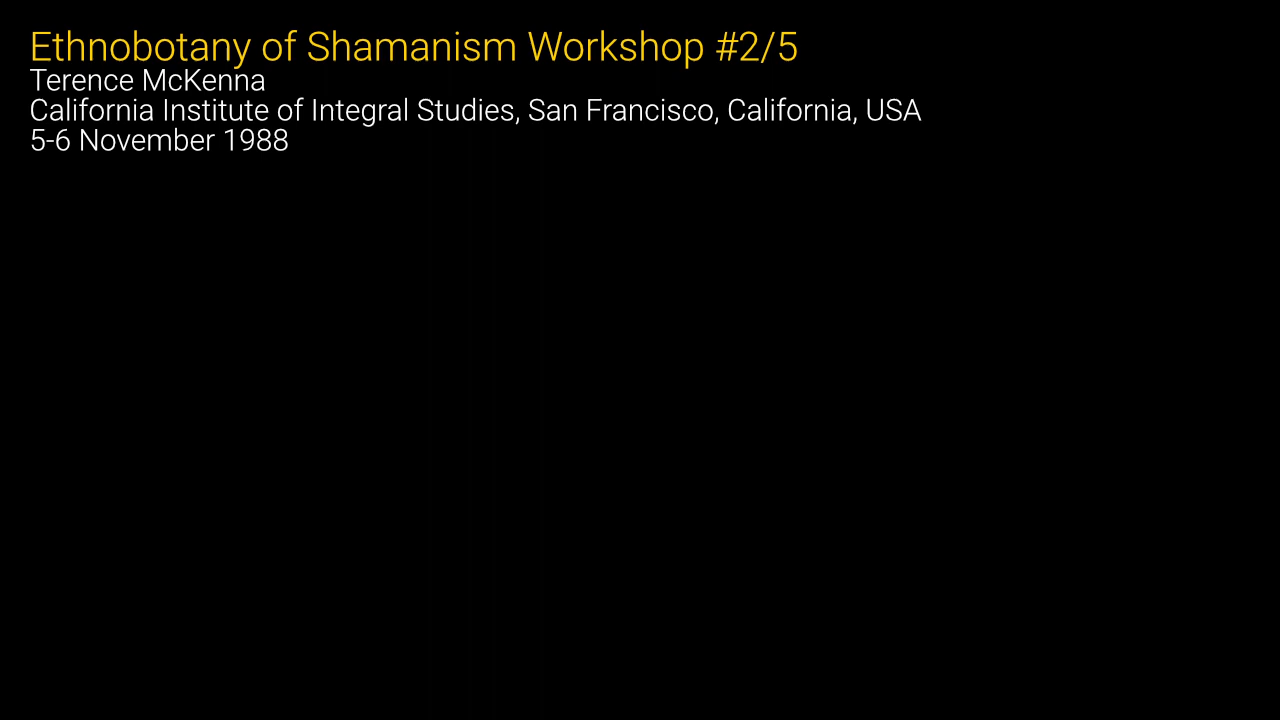 Ethnobotany of Shamanism Workshop #2/5
Terence McKenna
California Institute of Integral Studies, San Francisco, California, USA
5-6 November 1988